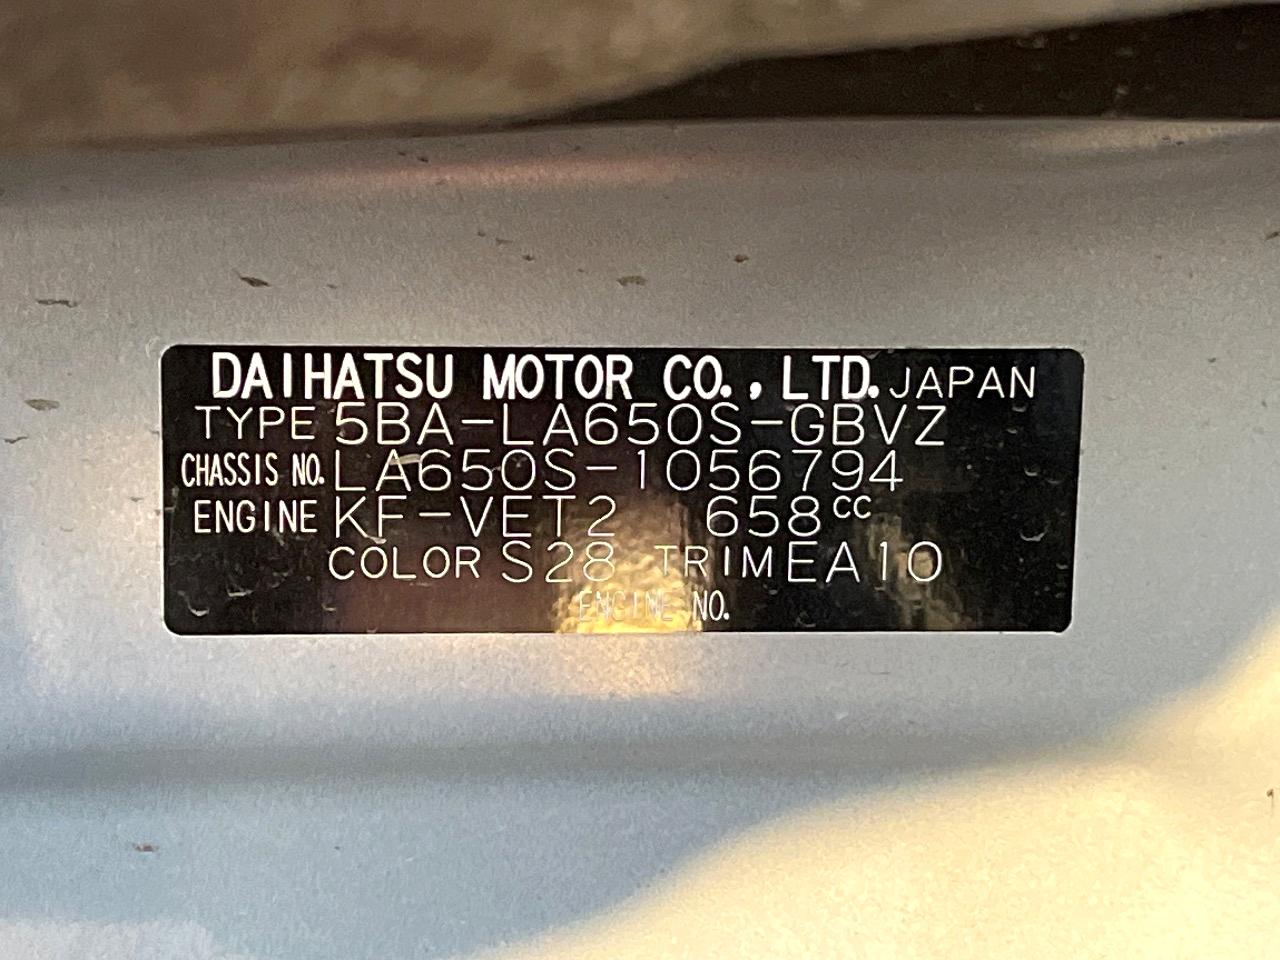 DAIHATSU MOTOR CO., LTD. JAPAN
TYPE 5BA-LA650S-GBVZ
CHASSIS NO. LA650S-1056794
ENGINE KF-VET2 658cc
COLOR S28 TRIM EA10
ENGINE NO.